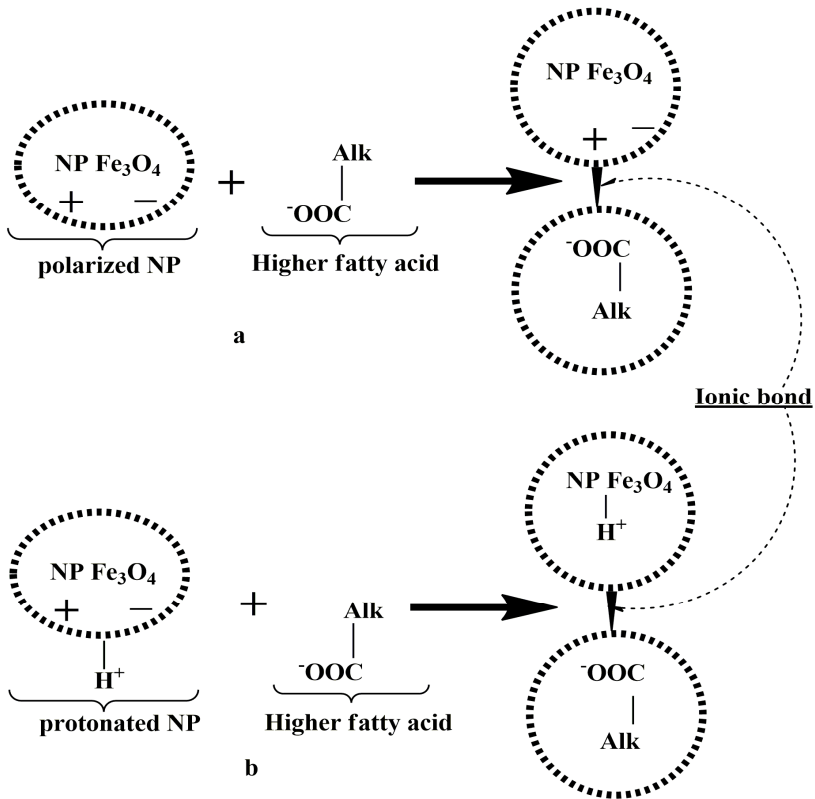 NP Fe₃O₄
+ —
NP Fe₃O₄
+ —
polarized NP
+
Alk
⁻OOC
Higher fatty acid
⁻OOC
Alk
a
Ionic bond
NP Fe₃O₄
H⁺
NP Fe₃O₄
+ —
H⁺
protonated NP
+
Alk
⁻OOC
Higher fatty acid
⁻OOC
Alk
b